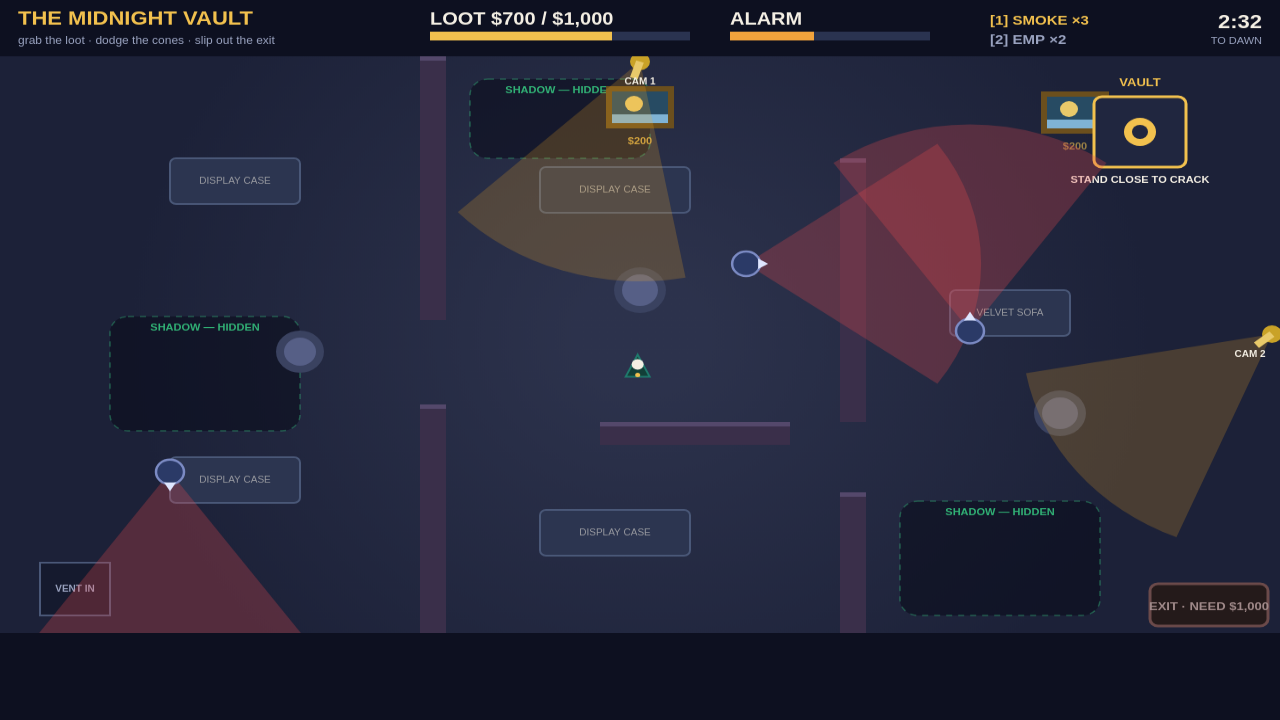 THE MIDNIGHT VAULT
grab the loot · dodge the cones · slip out the exit
LOOT $700 / $1,000
ALARM
[1] SMOKE ×3
[2] EMP ×2
2:32
TO DAWN
CAM 1
SHADOW — HIDDE
$200
VAULT
$200
STAND CLOSE TO CRACK
DISPLAY CASE
DISPLAY CASE
VELVET SOFA
SHADOW — HIDDEN
CAM 2
DISPLAY CASE
DISPLAY CASE
SHADOW — HIDDEN
VENT IN
EXIT · NEED $1,000